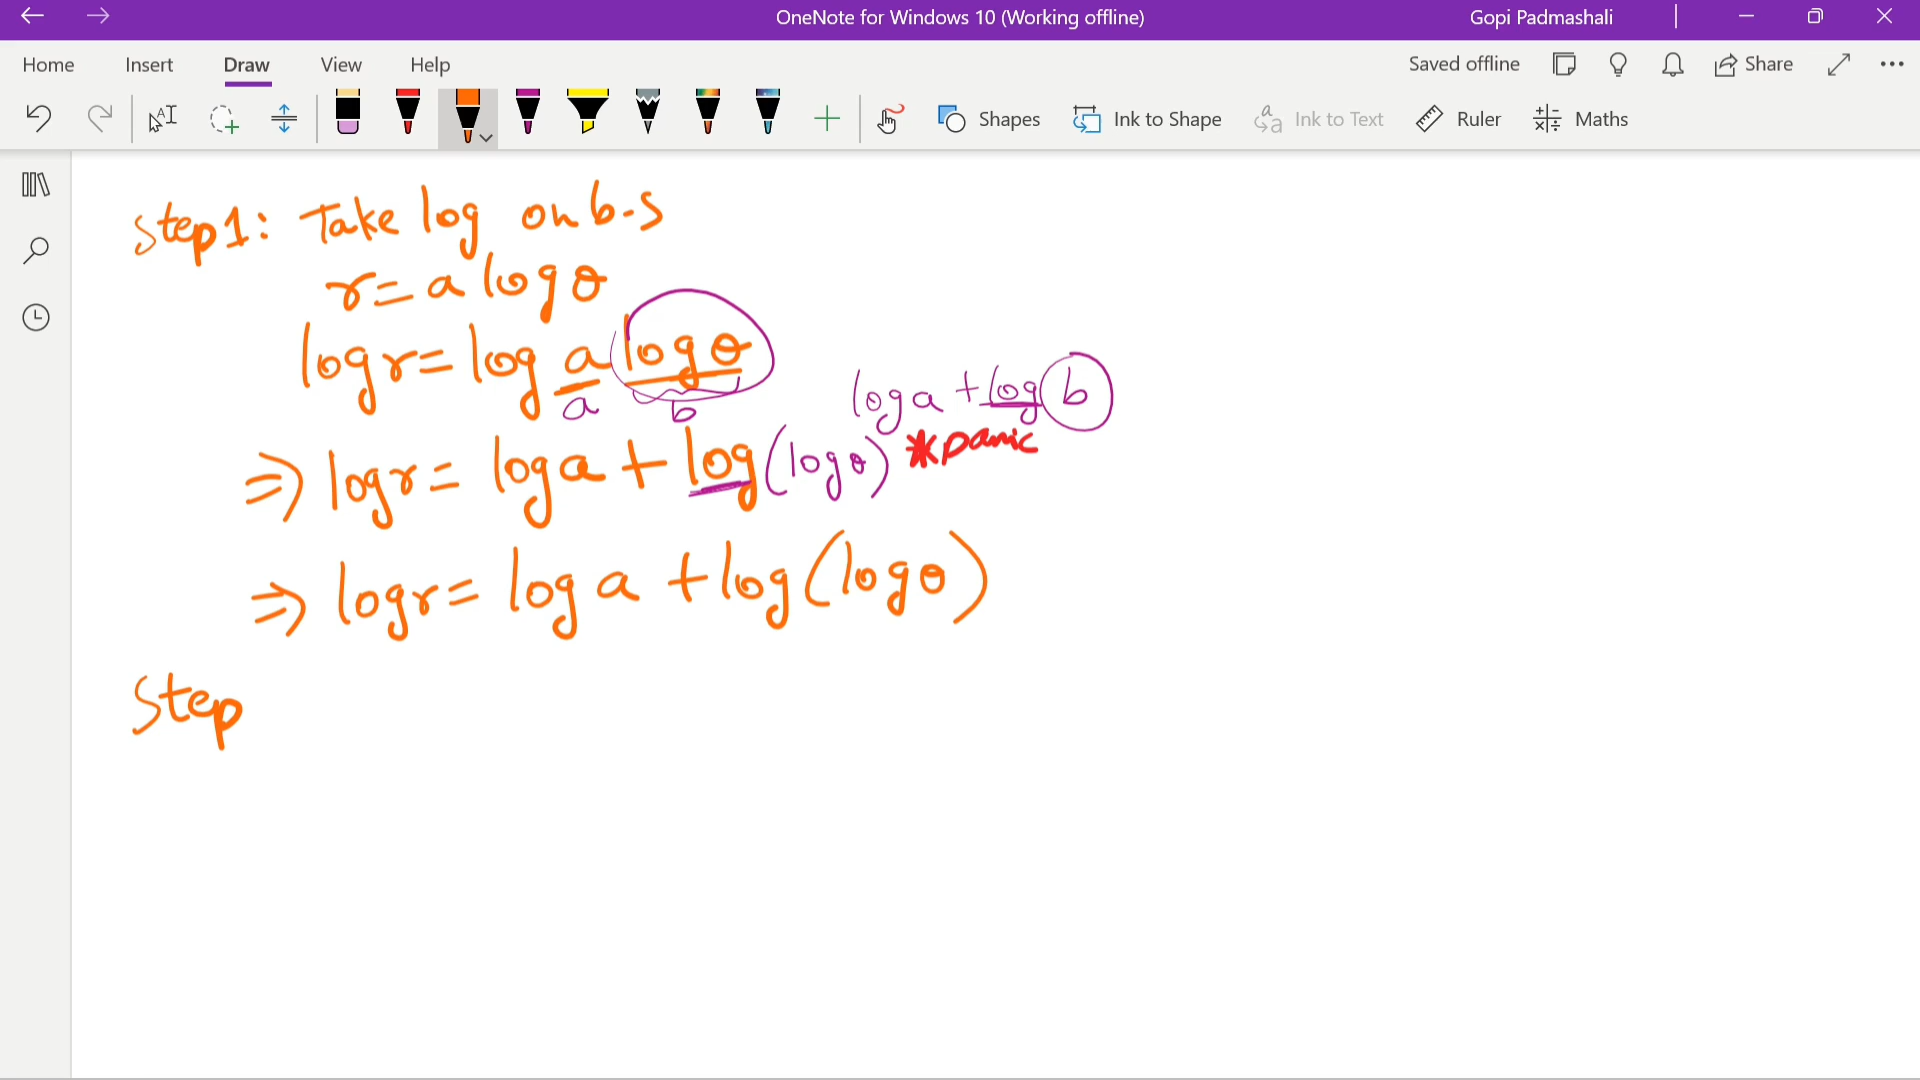 OneNote for Windows 10 (Working offline)
Gopi Padmashali
Home Insert Draw View Help
Saved offline Share
Shapes Ink to Shape Ink to Text Ruler Maths
Step 1: Take log on b.s
r = a log θ
log r = log a log θ
a b
log a + log b
⇒ log r = log a + log (log θ) *panic
⇒ log r = log a + log (log θ)
Step